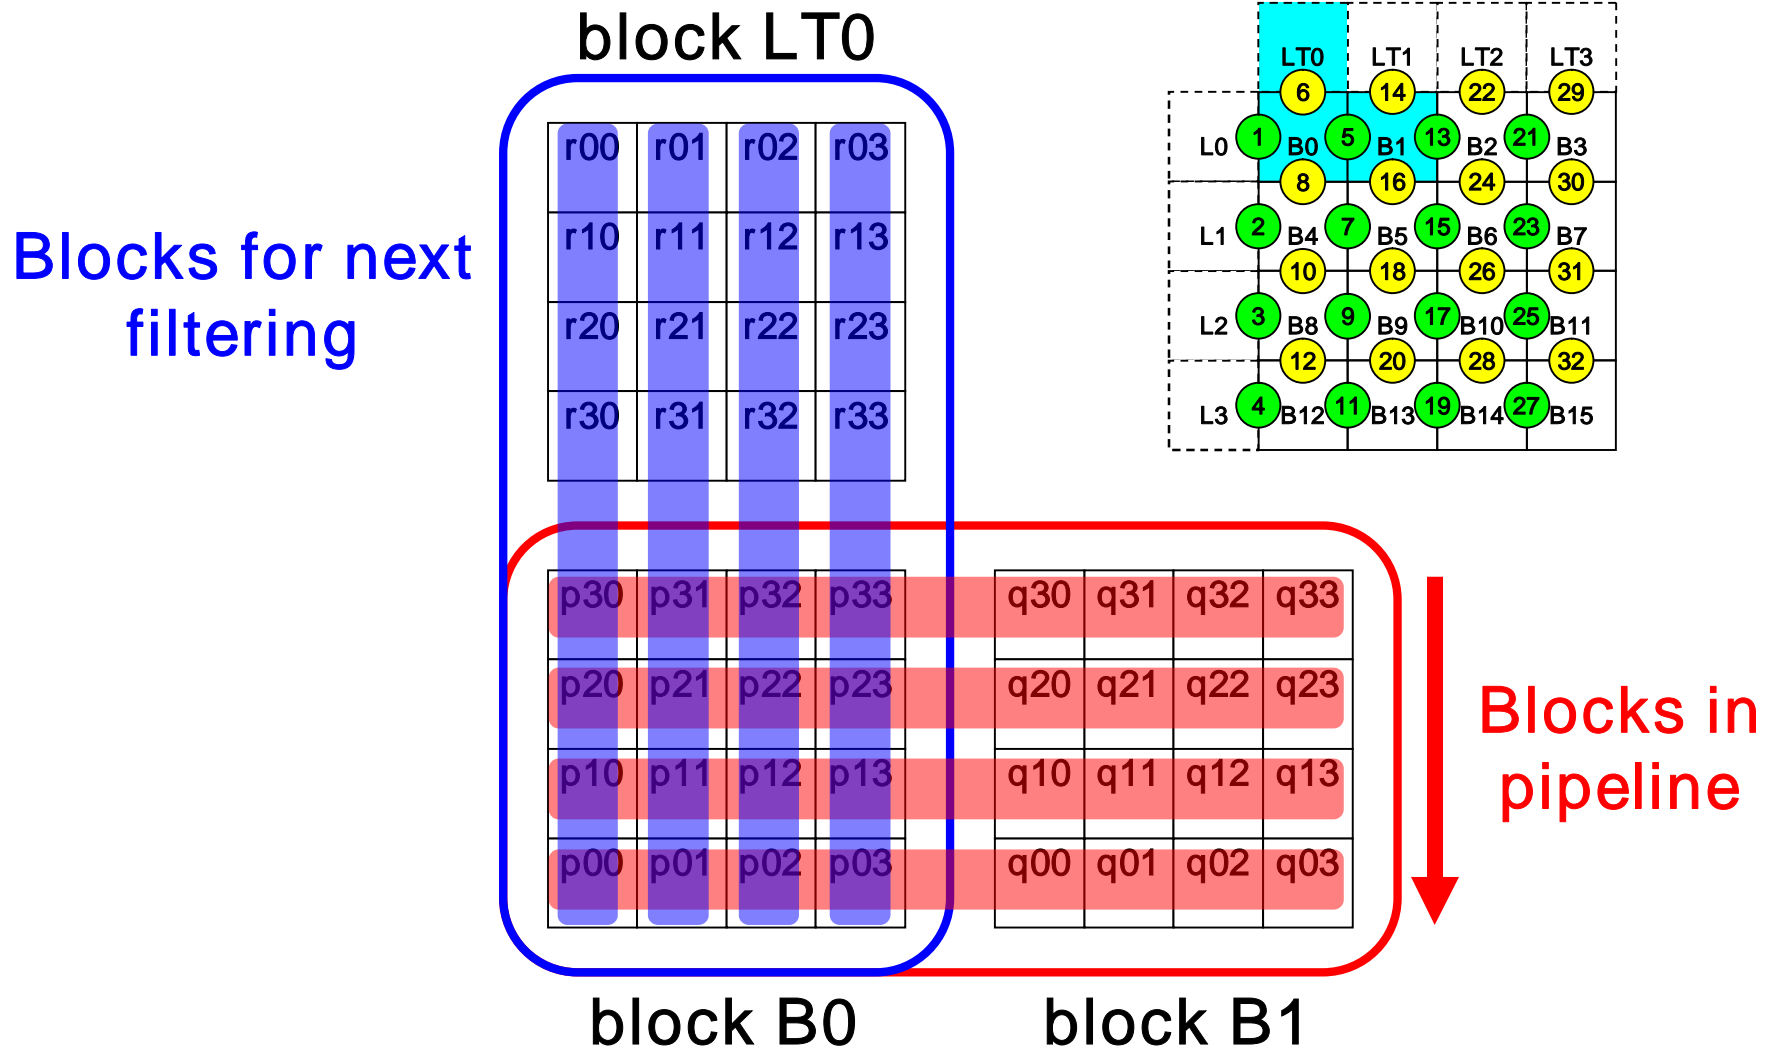 block LT0
LT0 LT1 LT2 LT3
6 14 22 29
L0 1 B0 5 B1 13 B2 21 B3
8 16 24 30
L1 2 B4 7 B5 15 B6 23 B7
10 18 26 31
L2 3 B8 9 B9 17 B10 25 B11
12 20 28 32
L3 4 B12 11 B13 19 B14 27 B15
Blocks for next
filtering
r00 r01 r02 r03
r10 r11 r12 r13
r20 r21 r22 r23
r30 r31 r32 r33
p30 p31 p32 p33 q30 q31 q32 q33
p20 p21 p22 p23 q20 q21 q22 q23
p10 p11 p12 p13 q10 q11 q12 q13
p00 p01 p02 p03 q00 q01 q02 q03
Blocks in
pipeline
block B0 block B1